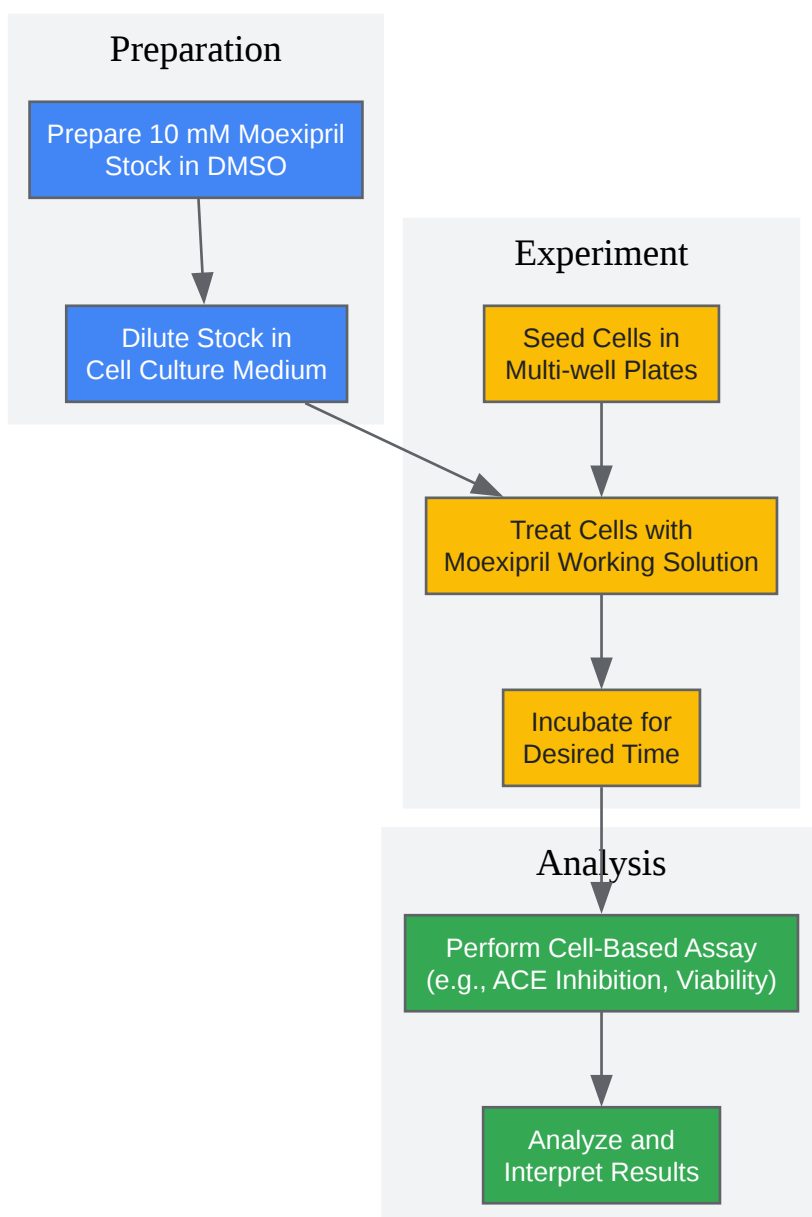 Preparation
Prepare 10 mM Moexipril
Stock in DMSO
Dilute Stock in
Cell Culture Medium
Experiment
Seed Cells in
Multi-well Plates
Treat Cells with
Moexipril Working Solution
Incubate for
Desired Time
Analysis
Perform Cell-Based Assay
(e.g., ACE Inhibition, Viability)
Analyze and
Interpret Results